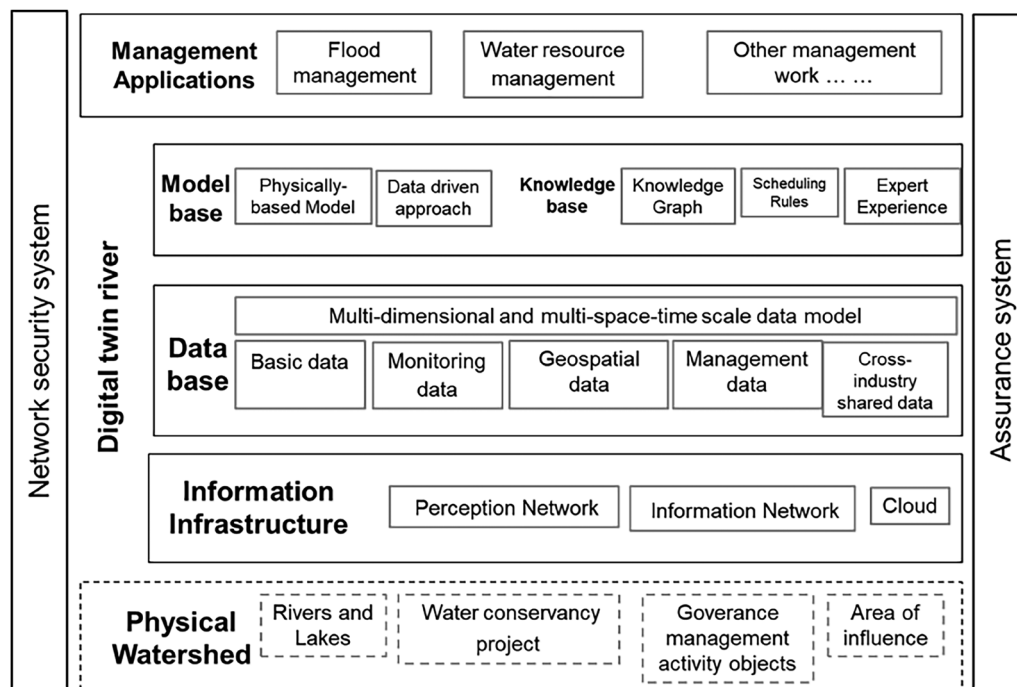 Network security system
Management
Applications
Flood
management
Water resource
management
Other management
work … …
Digital twin river
Model
base
Physically-
based Model
Data driven
approach
Knowledge
base
Knowledge
Graph
Scheduling
Rules
Expert
Experience
Data
base
Multi-dimensional and multi-space-time scale data model
Basic data
Monitoring
data
Geospatial
data
Management
data
Cross-
industry
shared data
Information
Infrastructure
Perception Network
Information Network
Cloud
Physical
Watershed
Rivers and
Lakes
Water conservancy
project
Goverance
management
activity objects
Area of
influence
Assurance system